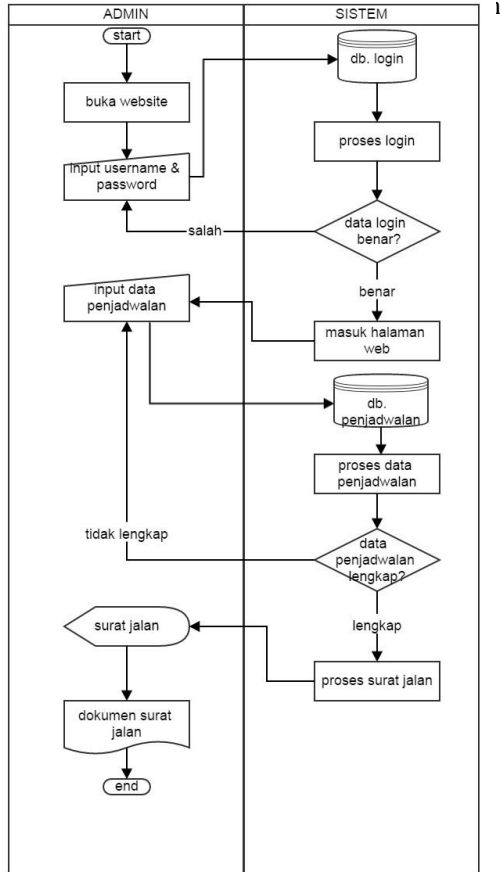 ADMIN
SISTEM
start
db. login
buka website
proses login
input username &
password
data login
benar?
salah
benar
input data
penjadwalan
masuk halaman
web
db.
penjadwalan
proses data
penjadwalan
tidak lengkap
data
penjadwalan
lengkap?
lengkap
surat jalan
proses surat jalan
dokumen surat
jalan
end